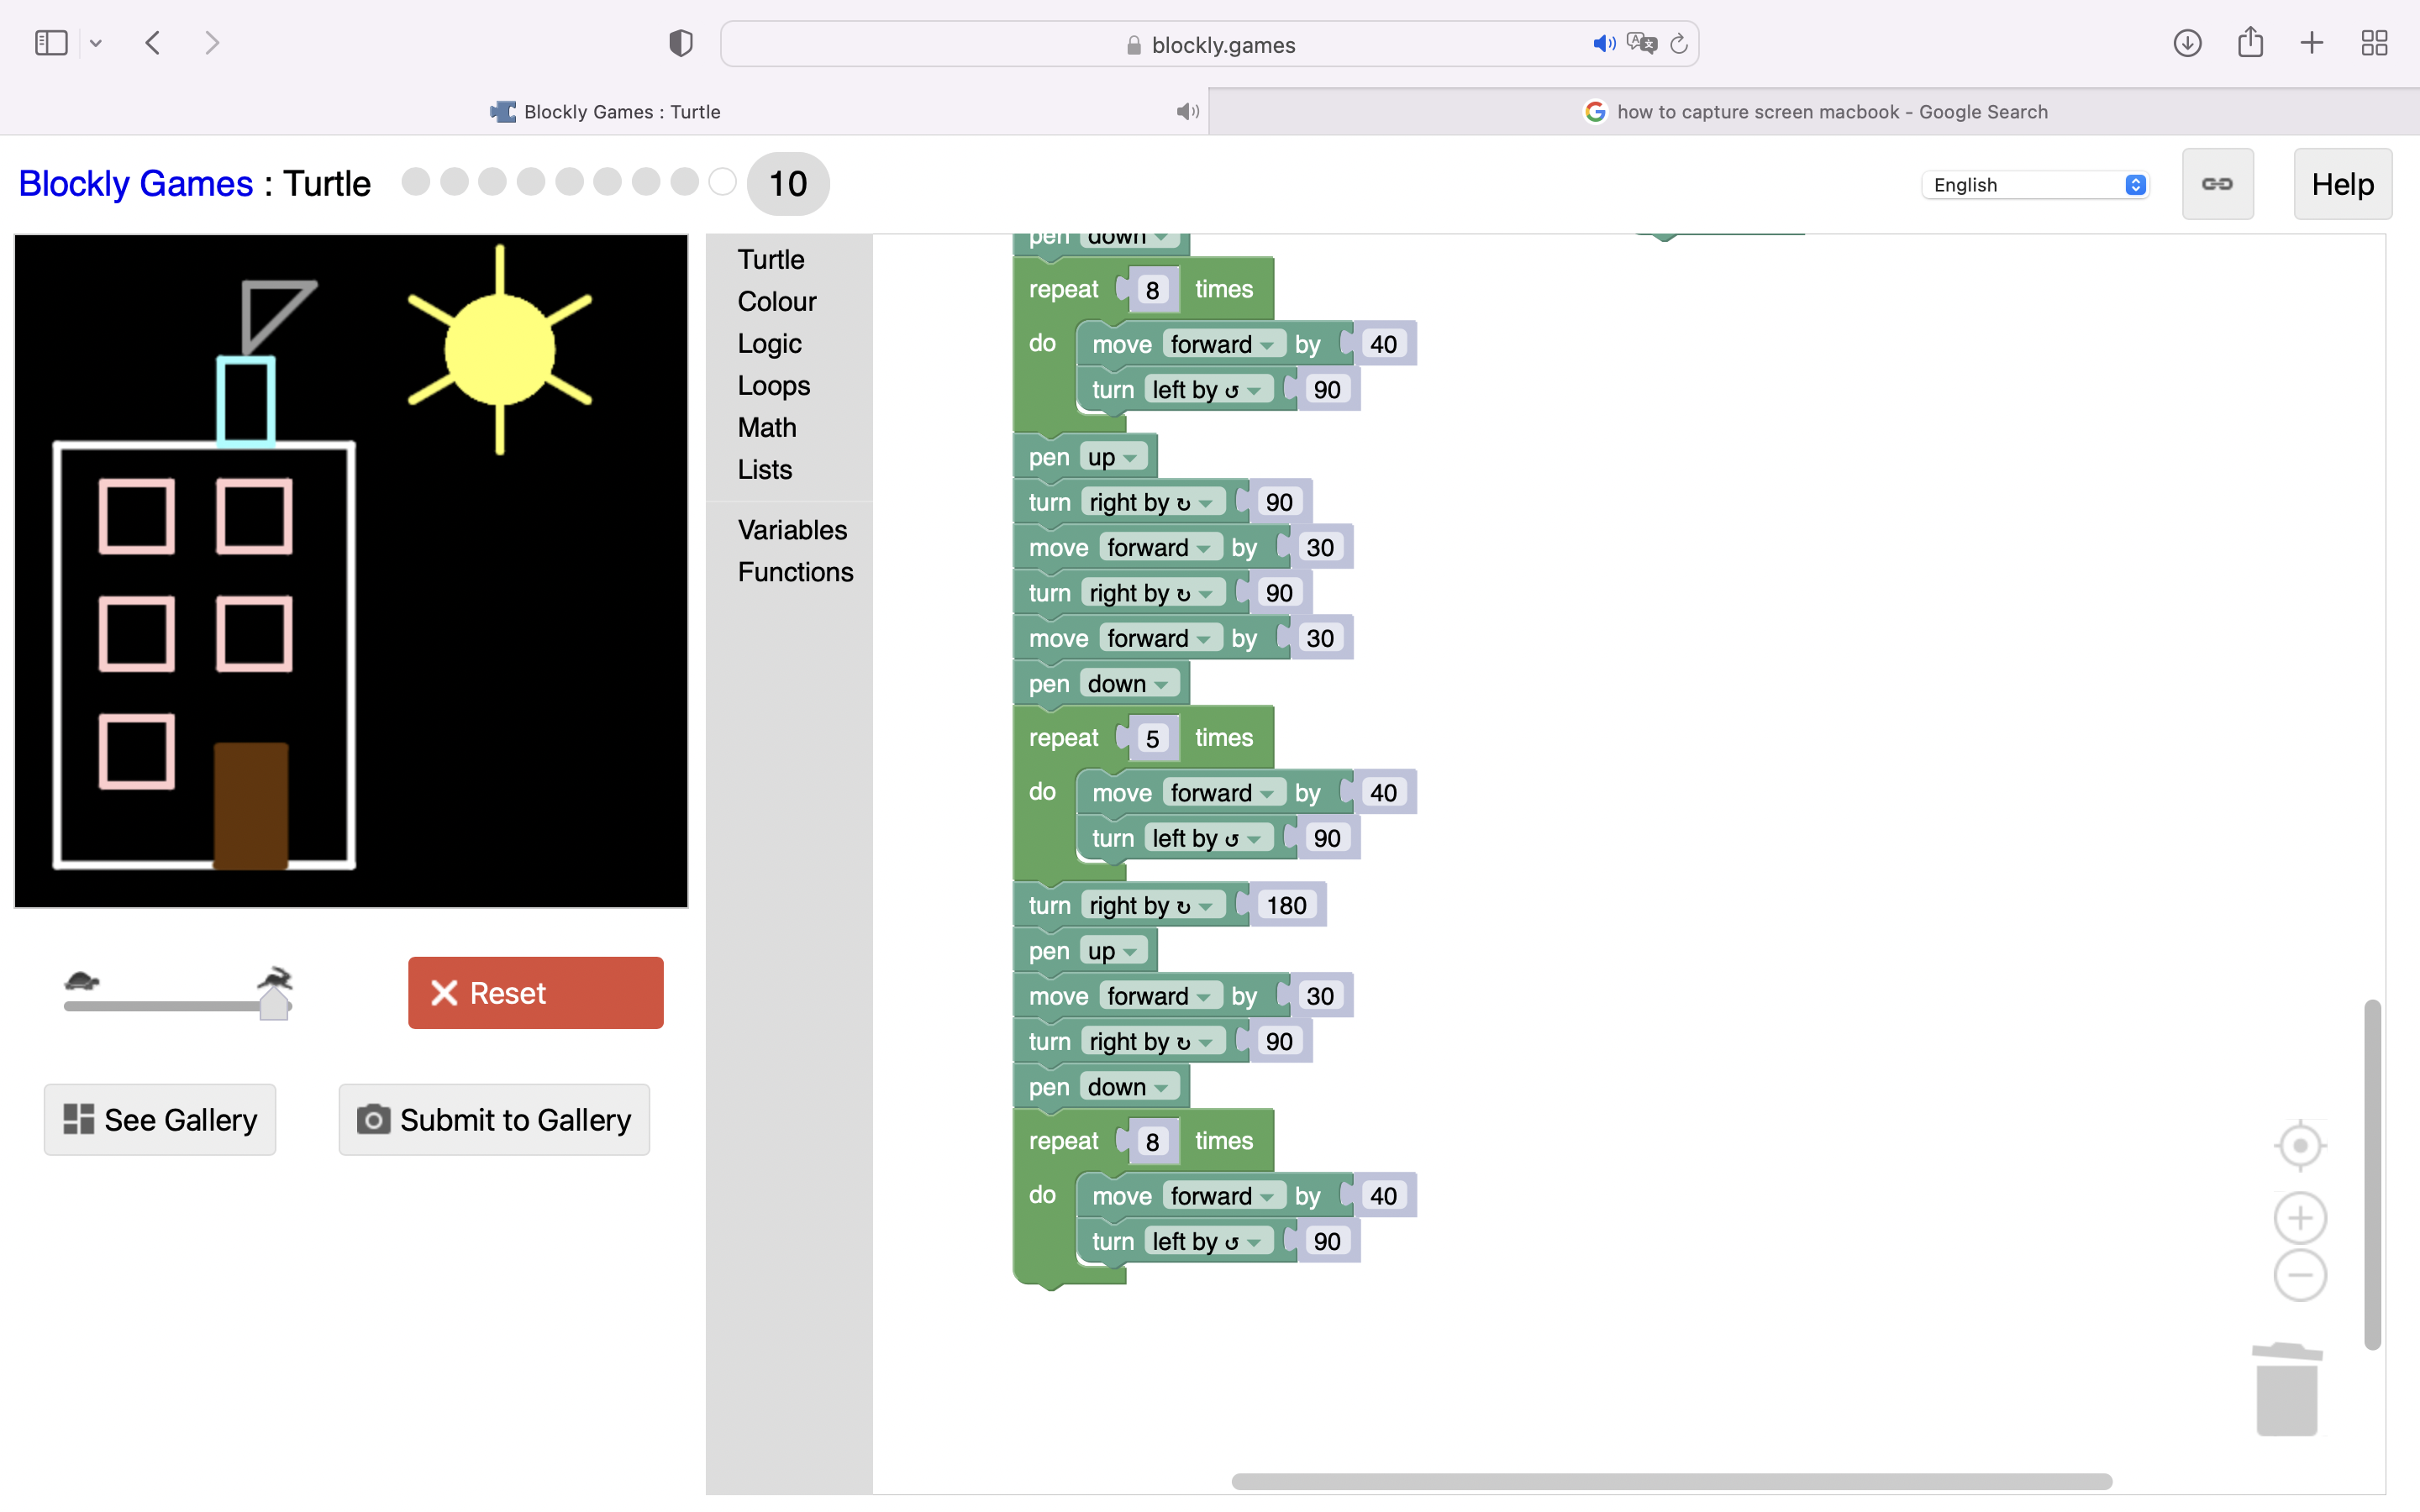 blockly.games
Blockly Games : Turtle
how to capture screen macbook - Google Search
Blockly Games : Turtle 10
English
Help
Turtle
Colour
Logic
Loops
Math
Lists
Variables
Functions
pen down
repeat 8 times
do move forward by 40
turn left by ↺ 90
pen up
turn right by ↻ 90
move forward by 30
turn right by ↻ 90
move forward by 30
pen down
repeat 5 times
do move forward by 40
turn left by ↺ 90
turn right by ↻ 180
pen up
move forward by 30
turn right by ↻ 90
pen down
repeat 8 times
do move forward by 40
turn left by ↺ 90
Reset
See Gallery
Submit to Gallery